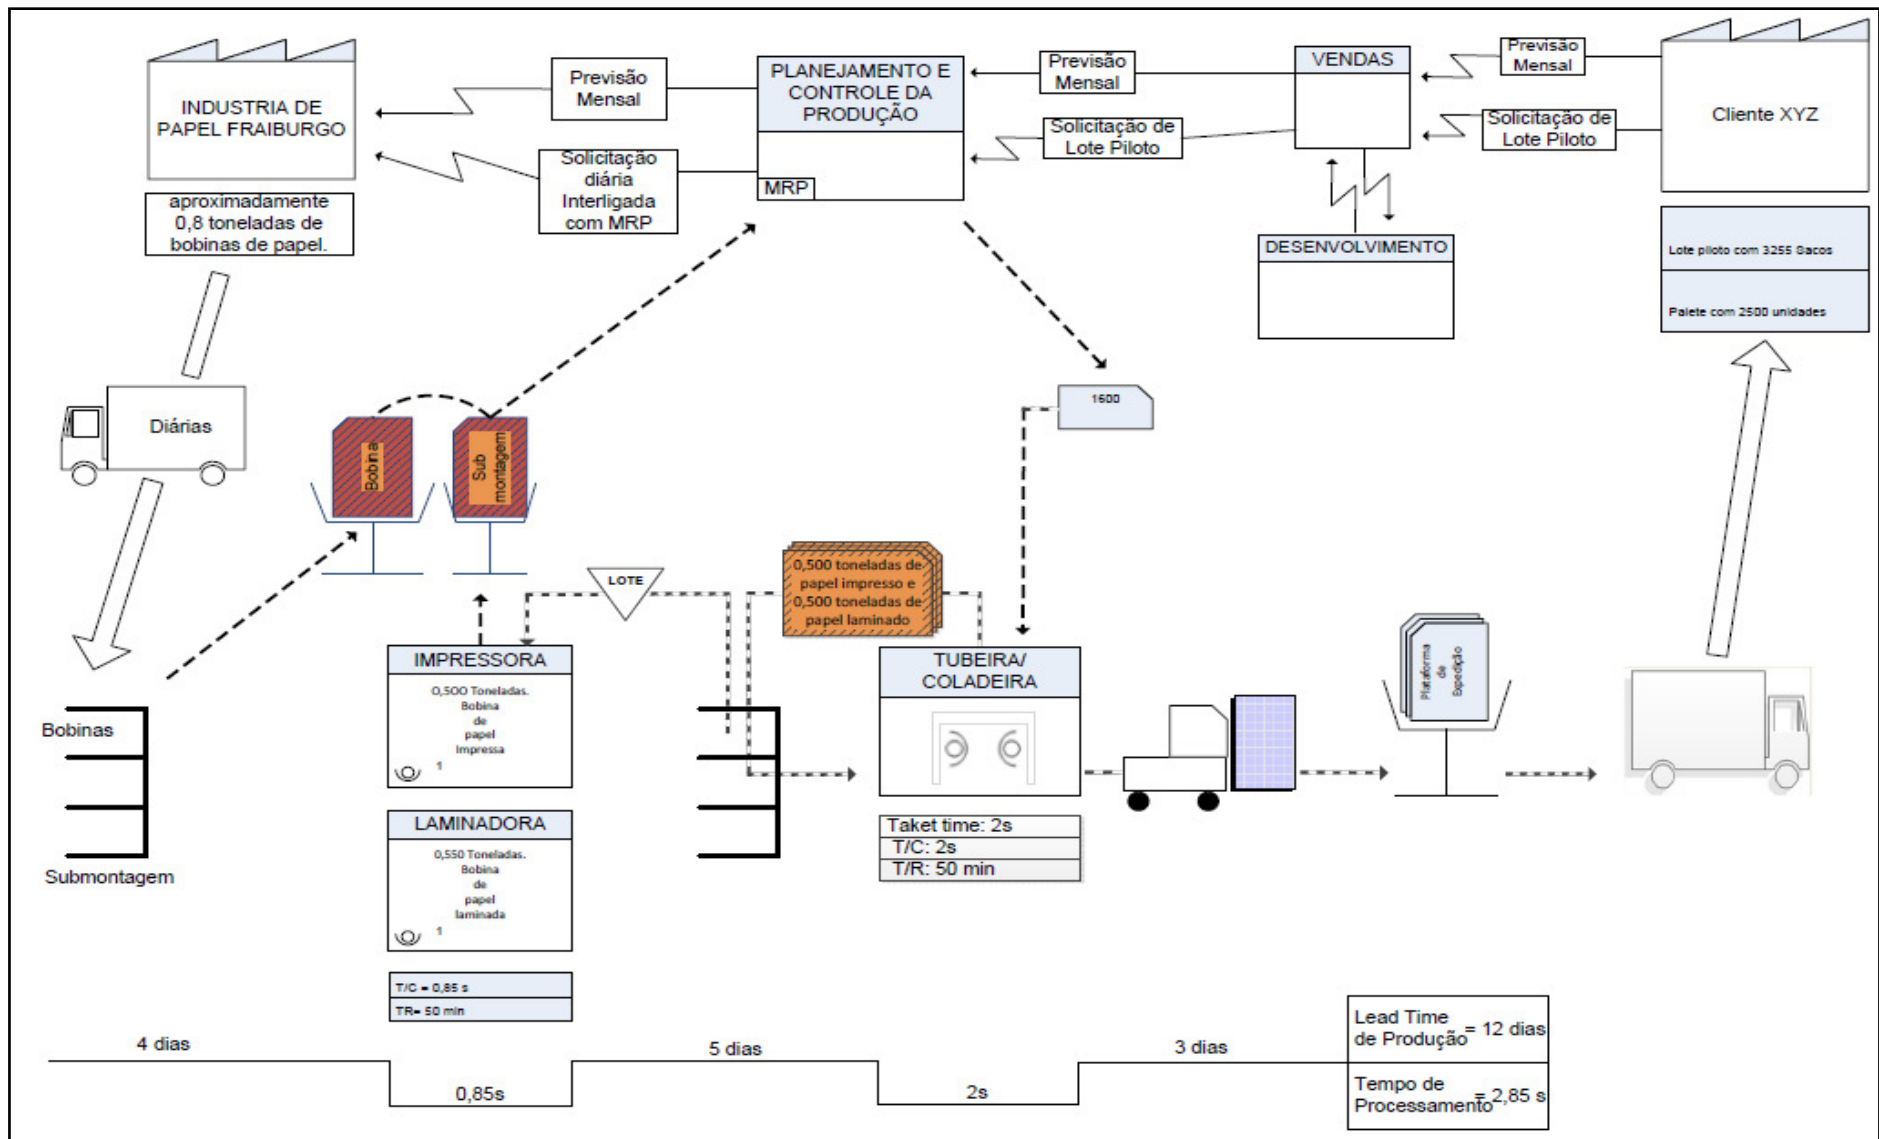 INDUSTRIA DE
PAPEL FRAIBURGO
Previsão
Mensal
PLANEJAMENTO E
CONTROLE DA
PRODUÇÃO
MRP
Previsão
Mensal
VENDAS
Previsão
Mensal
Cliente XYZ
Solicitação de
Lote Piloto
Solicitação de
Lote Piloto
Solicitação
diária
Interligada
com MRP
aproximadamente
0,8 toneladas de
bobinas de papel.
DESENVOLVIMENTO
Lote piloto com 3255 Sacos
Palete com 2500 unidades
Diárias
Bobina
Sub
montagem
1600
LOTE
0,500 toneladas de
papel impresso e
0,500 toneladas de
papel laminado
IMPRESSORA
0,500 Toneladas.
Bobina
de
papel
Impressa
1
TUBEIRA/
COLADEIRA
Plataforma
de
Expedição
Bobinas
Submontagem
LAMINADORA
0,550 Toneladas.
Bobina
de
papel
laminada
1
Taket time: 2s
T/C: 2s
T/R: 50 min
T/C = 0,85 s
TR= 50 min
4 dias
0,85s
5 dias
2s
3 dias
Lead Time
de Produção = 12 dias
Tempo de
Processamento = 2,85 s